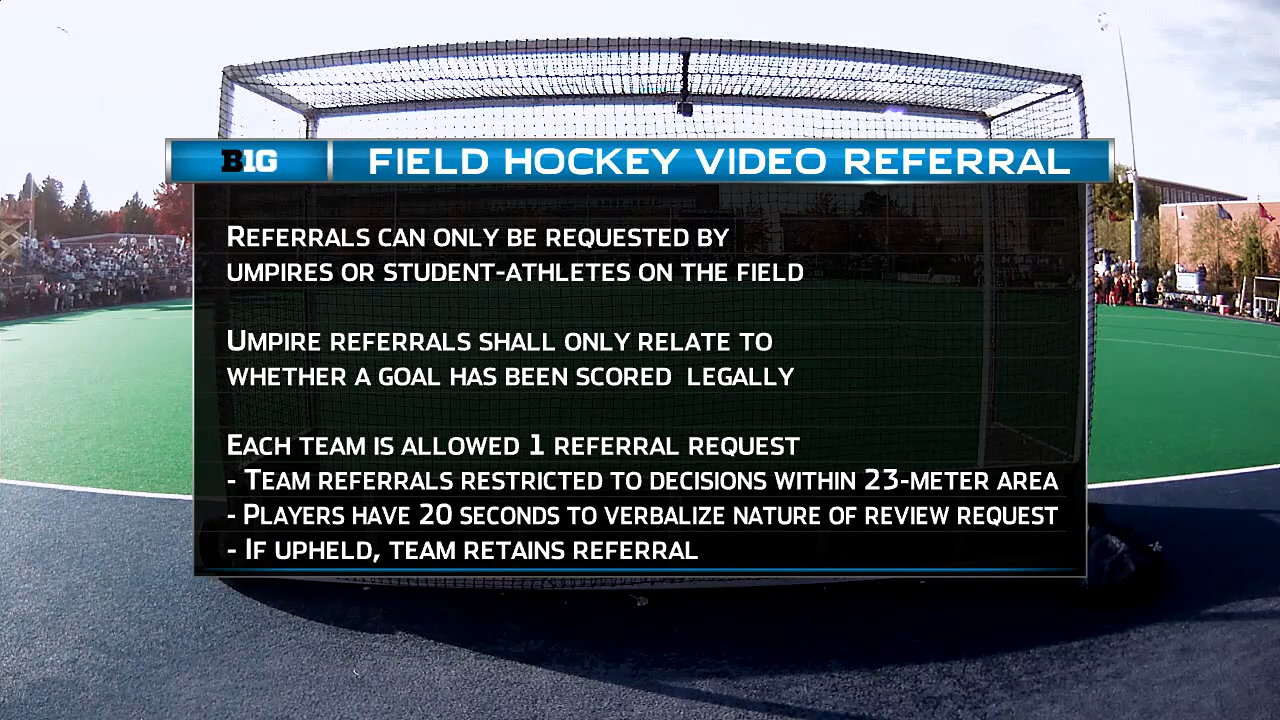 B1G
FIELD HOCKEY VIDEO REFERRAL
REFERRALS CAN ONLY BE REQUESTED BY
UMPIRES OR STUDENT-ATHLETES ON THE FIELD
UMPIRE REFERRALS SHALL ONLY RELATE TO
WHETHER A GOAL HAS BEEN SCORED LEGALLY
EACH TEAM IS ALLOWED 1 REFERRAL REQUEST
- TEAM REFERRALS RESTRICTED TO DECISIONS WITHIN 23-METER AREA
- PLAYERS HAVE 20 SECONDS TO VERBALIZE NATURE OF REVIEW REQUEST
- IF UPHELD, TEAM RETAINS REFERRAL